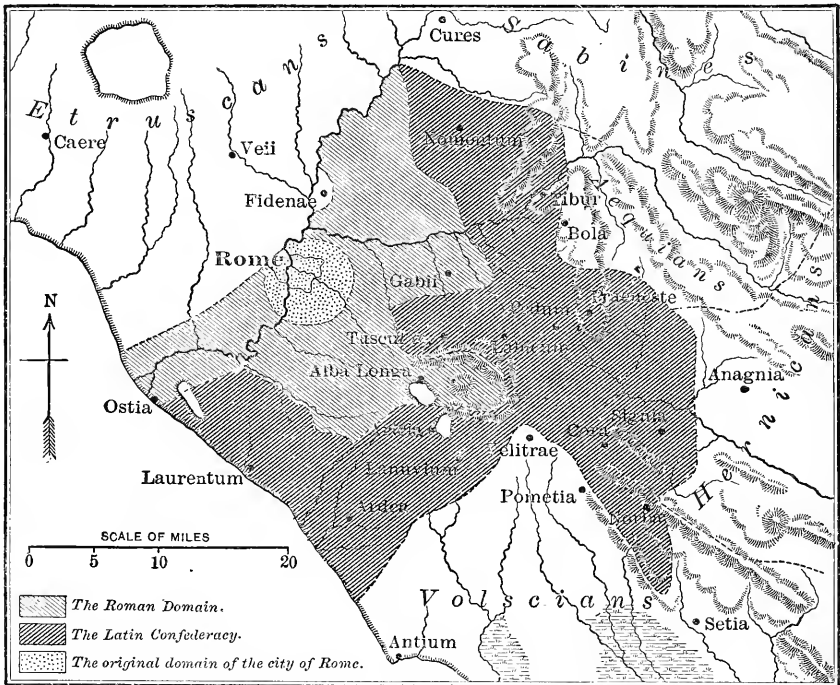 Cures
Sabines
Etruscans
Caere
Veii
Nomentum
Fidenae
Tibur
Bola
Aequians
Rome
Gabii
Praeneste
Tuscul
Alba Longa
Anagnia
Ostia
Signia
Cora
elitrae
Hernicans
Laurentum
Lanuvium
Pometia
Ardea
Norba
N
SCALE OF MILES
0 5 10 20
The Roman Domain.
The Latin Confederacy.
The original domain of the city of Rome.
Volscians
Setia
Antium